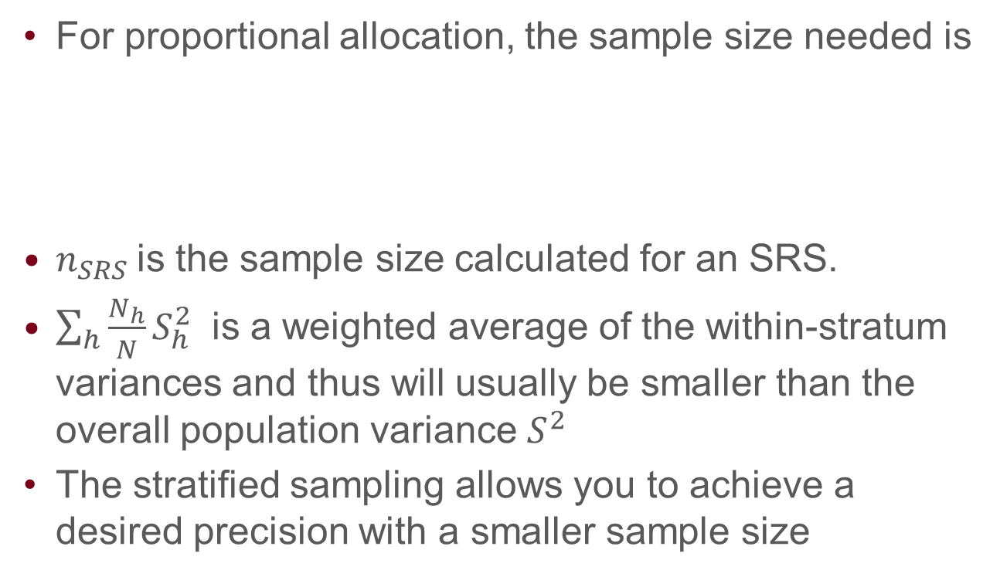 • For proportional allocation, the sample size needed is
• $n_{SRS}$ is the sample size calculated for an SRS.
• $\sum_h \frac{N_h}{N} S_h^2$ is a weighted average of the within-stratum
variances and thus will usually be smaller than the
overall population variance $S^2$
• The stratified sampling allows you to achieve a
desired precision with a smaller sample size